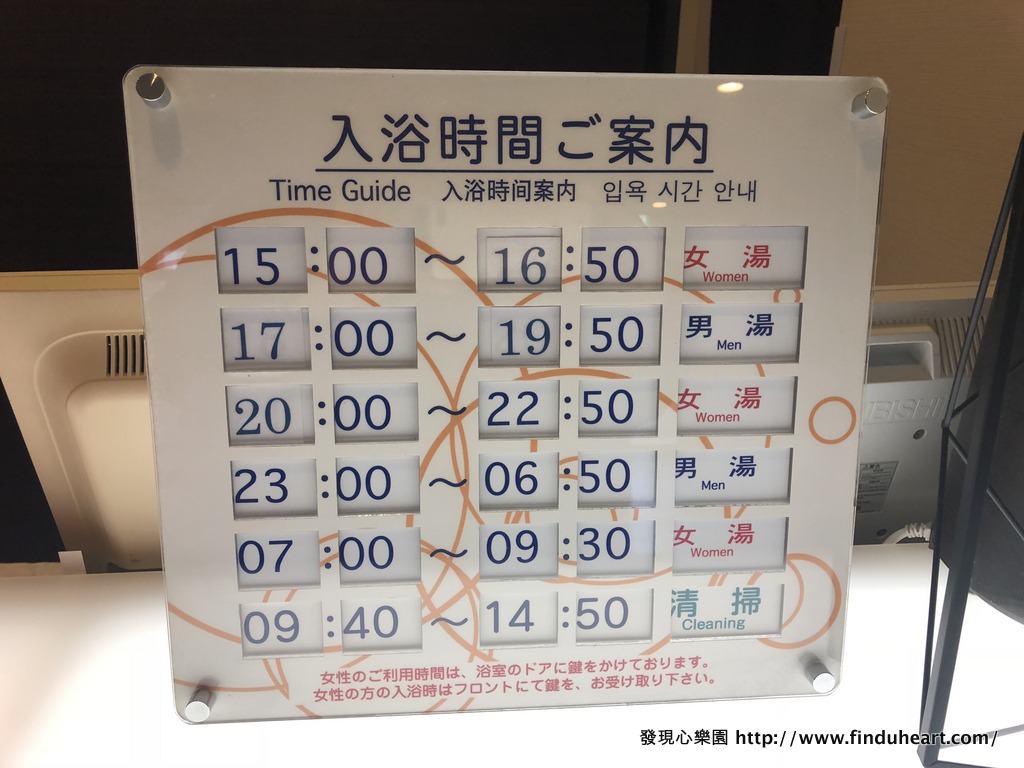 入浴時間ご案内
Time Guide 入浴時间案内 입욕 시간 안내
15:00 ～ 16:50 女湯 Women
17:00 ～ 19:50 男湯 Men
20:00 ～ 22:50 女湯 Women
23:00 ～ 06:50 男湯 Men
07:00 ～ 09:30 女湯 Women
09:40 ～ 14:50 清掃 Cleaning
女性のご利用時間は、浴室のドアに鍵をかけております。
女性の方の入浴時はフロントにて鍵を、お受け取り下さい。
發現心樂園 http://www.finduheart.com/